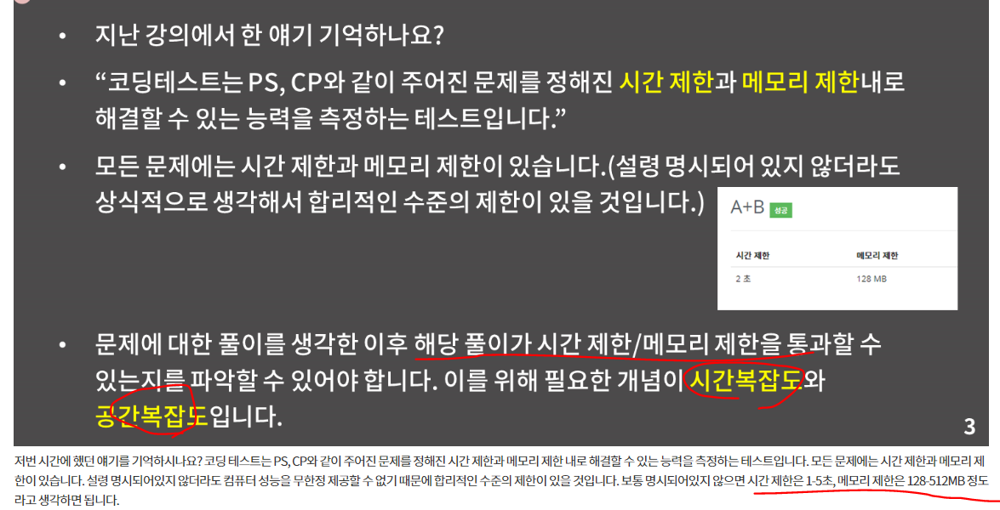 • 지난 강의에서 한 얘기 기억하나요?
• “코딩테스트는 PS, CP와 같이 주어진 문제를 정해진 시간 제한과 메모리 제한내로
해결할 수 있는 능력을 측정하는 테스트입니다.”
• 모든 문제에는 시간 제한과 메모리 제한이 있습니다.(설령 명시되어 있지 않더라도
상식적으로 생각해서 합리적인 수준의 제한이 있을 것입니다.)
A+B 성공
시간 제한 메모리 제한
2 초 128 MB
• 문제에 대한 풀이를 생각한 이후 해당 풀이가 시간 제한/메모리 제한을 통과할 수
있는지를 파악할 수 있어야 합니다. 이를 위해 필요한 개념이 시간복잡도와
공간복잡도입니다.
3
저번 시간에 했던 얘기를 기억하시나요? 코딩 테스트는 PS, CP와 같이 주어진 문제를 정해진 시간 제한과 메모리 제한 내로 해결할 수 있는 능력을 측정하는 테스트입니다. 모든 문제에는 시간 제한과 메모리 제
한이 있습니다. 설령 명시되어있지 않더라도 컴퓨터 성능을 무한정 제공할 수 없기 때문에 합리적인 수준의 제한이 있을 것입니다. 보통 명시되어있지 않으면 시간 제한은 1-5초, 메모리 제한은 128-512MB 정도
라고 생각하면 됩니다.